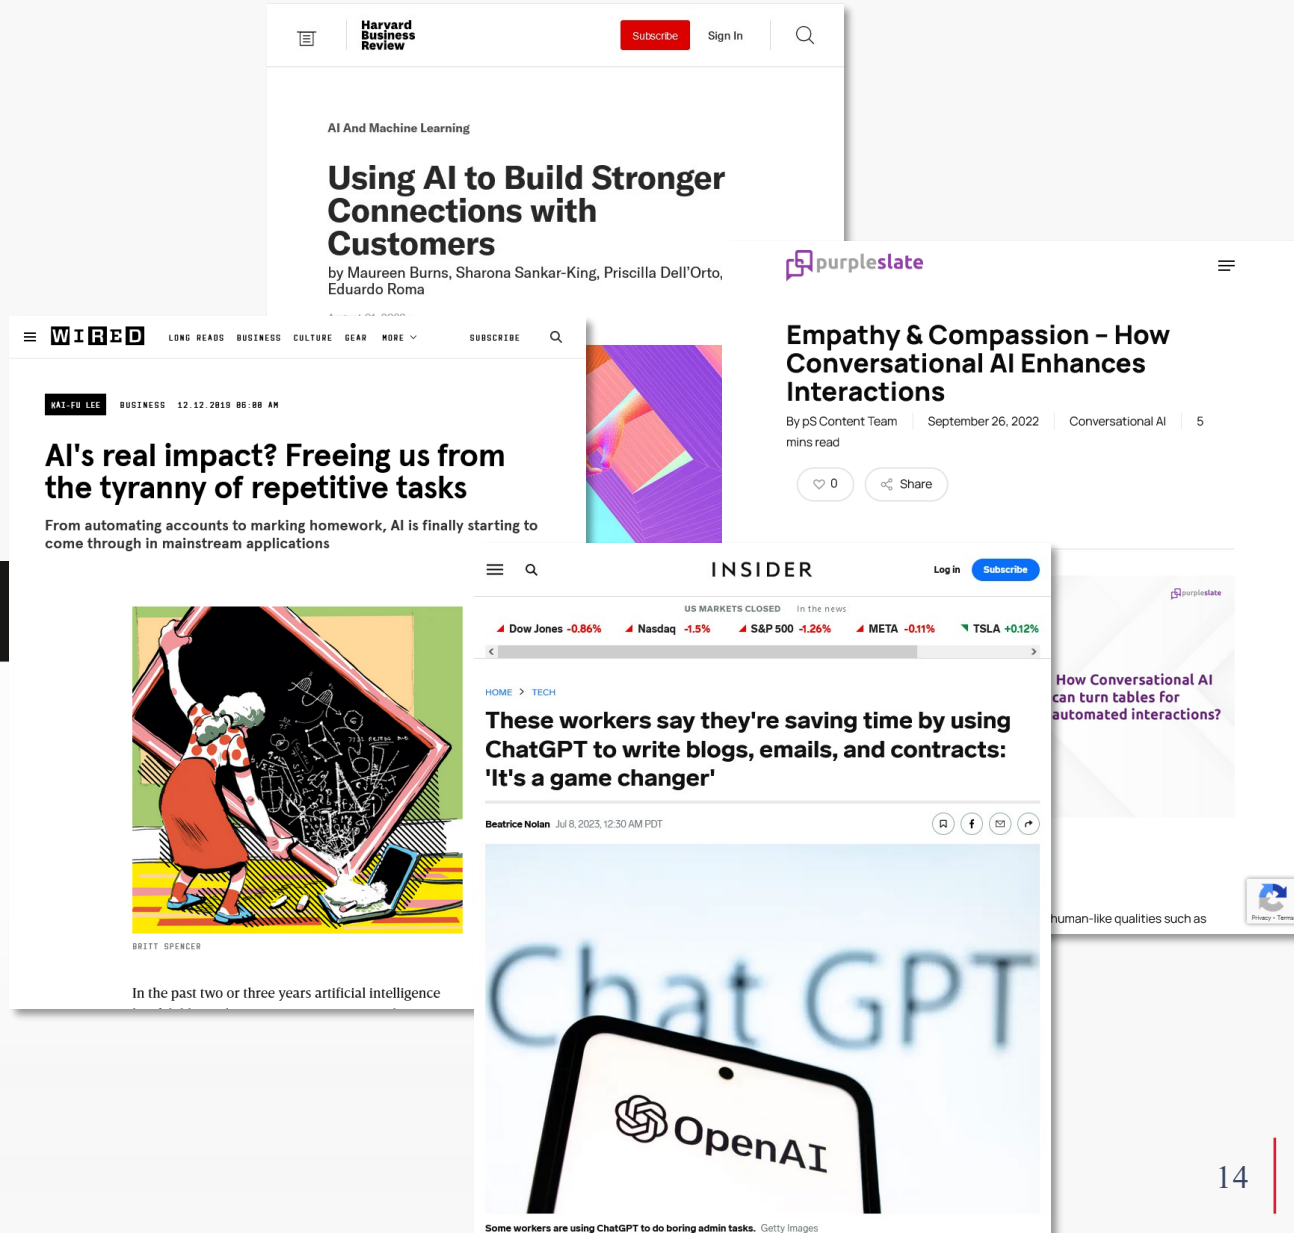 Harvard
Business
Review
Subscribe
Sign In
AI And Machine Learning
Using AI to Build Stronger
Connections with
Customers
by Maureen Burns, Sharona Sankar-King, Priscilla Dell'Orto,
Eduardo Roma
purpleslate
Empathy & Compassion – How
Conversational AI Enhances
Interactions
By pS Content Team
September 26, 2022
Conversational AI
5
mins read
0
Share
purpleslate
How Conversational AI
can turn tables for
automated interactions?
human-like qualities such as
Privacy - Terms
WIRED
LONG READS
BUSINESS
CULTURE
GEAR
MORE
SUBSCRIBE
KAI-FU LEE
BUSINESS
12.12.2019 06:00 AM
AI's real impact? Freeing us from
the tyranny of repetitive tasks
From automating accounts to marking homework, AI is finally starting to
come through in mainstream applications
BRITT SPENCER
In the past two or three years artificial intelligence
INSIDER
Log in
Subscribe
US MARKETS CLOSED
In the news
Dow Jones -0.86%
Nasdaq -1.5%
S&P 500 -1.26%
META -0.11%
TSLA +0.12%
HOME > TECH
These workers say they're saving time by using
ChatGPT to write blogs, emails, and contracts:
'It's a game changer'
Beatrice Nolan Jul 8, 2023, 12:30 AM PDT
Chat GPT
OpenAI
Some workers are using ChatGPT to do boring admin tasks. Getty Images
14